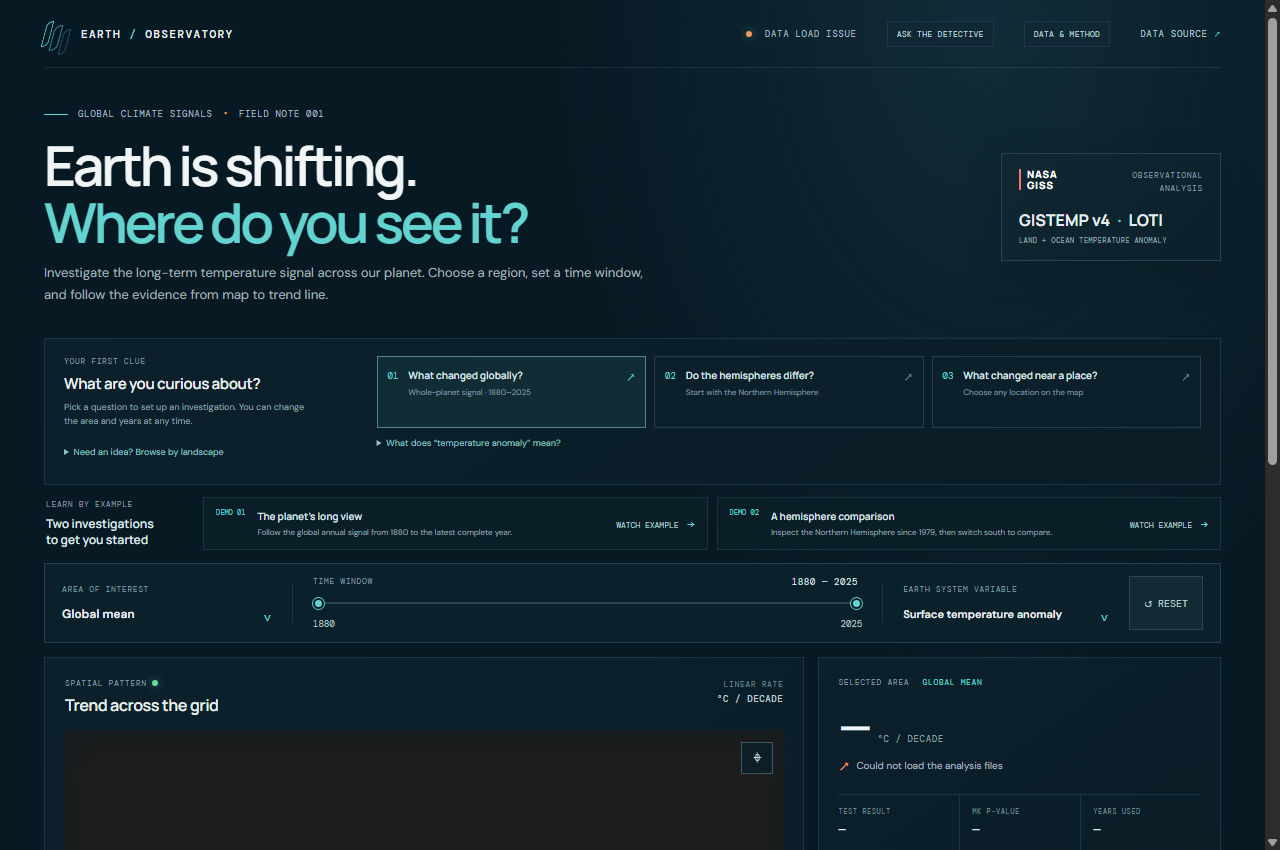 EARTH / OBSERVATORY
DATA LOAD ISSUE
ASK THE DETECTIVE
DATA & METHOD
DATA SOURCE ↗
GLOBAL CLIMATE SIGNALS • FIELD NOTE 001
Earth is shifting.
Where do you see it?
Investigate the long-term temperature signal across our planet. Choose a region, set a time window,
and follow the evidence from map to trend line.
NASA
GISS
OBSERVATIONAL
ANALYSIS
GISTEMP v4 · LOTI
LAND + OCEAN TEMPERATURE ANOMALY
YOUR FIRST CLUE
What are you curious about?
Pick a question to set up an investigation. You can change
the area and years at any time.
Need an idea? Browse by landscape
01 What changed globally? ↗
Whole-planet signal · 1880–2025
02 Do the hemispheres differ? ↗
Start with the Northern Hemisphere
03 What changed near a place? ↗
Choose any location on the map
What does “temperature anomaly” mean?
LEARN BY EXAMPLE
Two investigations
to get you started
DEMO 01 The planet's long view
Follow the global annual signal from 1880 to the latest complete year.
WATCH EXAMPLE →
DEMO 02 A hemisphere comparison
Inspect the Northern Hemisphere since 1979, then switch south to compare.
WATCH EXAMPLE →
AREA OF INTEREST
Global mean
TIME WINDOW
1880 — 2025
1880
2025
EARTH SYSTEM VARIABLE
Surface temperature anomaly
↺ RESET
SPATIAL PATTERN
Trend across the grid
LINEAR RATE
°C / DECADE
SELECTED AREA GLOBAL MEAN
— °C / DECADE
↗ Could not load the analysis files
TEST RESULT
—
MK P-VALUE
—
YEARS USED
—